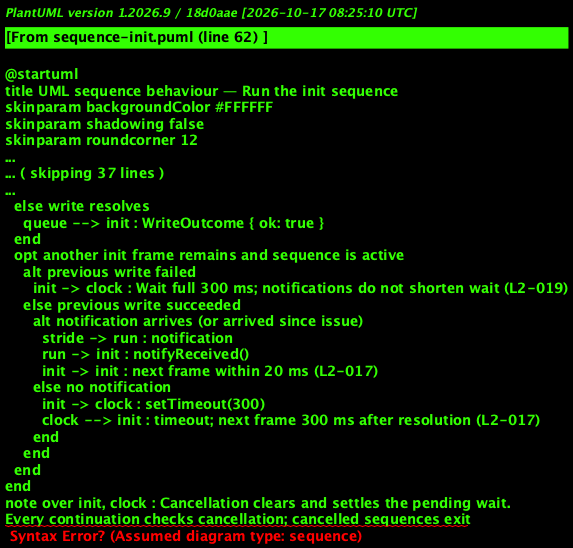 PlantUML version 1.2026.9 / 18d0aae [2026-10-17 08:25:10 UTC]
[From sequence-init.puml (line 62) ]
@startuml
title UML sequence behaviour — Run the init sequence
skinparam backgroundColor #FFFFFF
skinparam shadowing false
skinparam roundcorner 12
...
... ( skipping 37 lines )
...
else write resolves
queue --> init : WriteOutcome { ok: true }
end
opt another init frame remains and sequence is active
alt previous write failed
init -> clock : Wait full 300 ms; notifications do not shorten wait (L2-019)
else previous write succeeded
alt notification arrives (or arrived since issue)
stride -> run : notification
run -> init : notifyReceived()
init -> init : next frame within 20 ms (L2-017)
else no notification
init -> clock : setTimeout(300)
clock --> init : timeout; next frame 300 ms after resolution (L2-017)
end
end
end
end
note over init, clock : Cancellation clears and settles the pending wait.
Every continuation checks cancellation; cancelled sequences exit
Syntax Error? (Assumed diagram type: sequence)